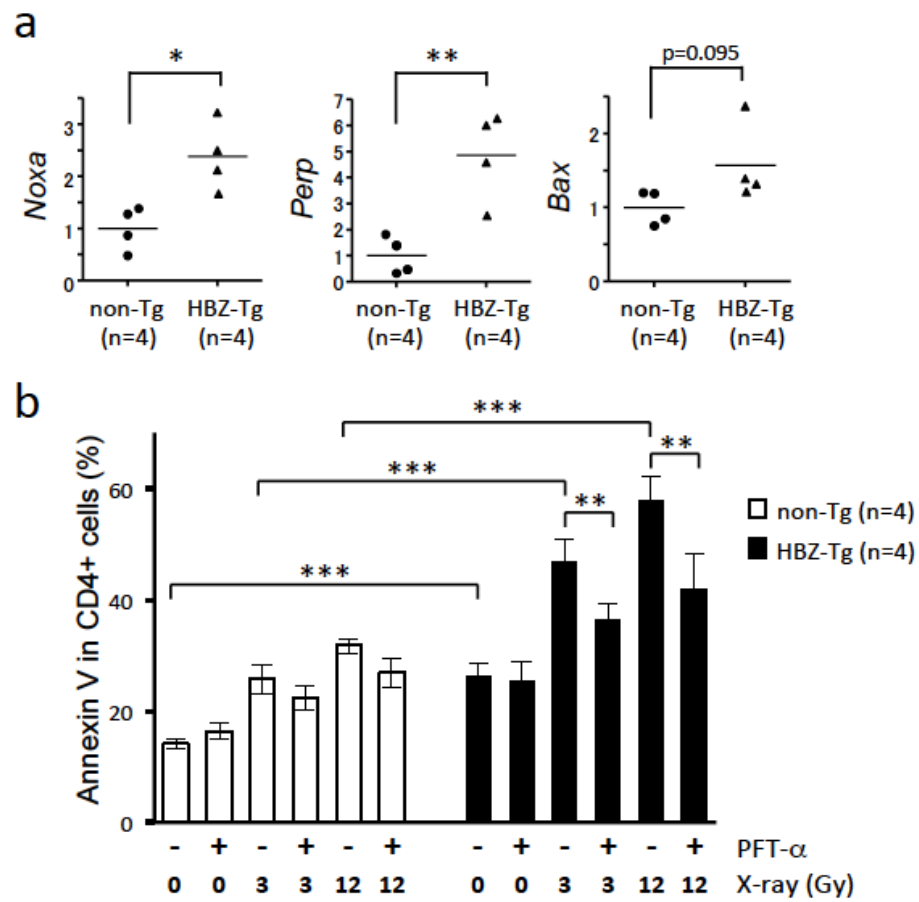 a
* ** p=0.095
Noxa
3
2
1
0
non-Tg HBZ-Tg
(n=4) (n=4)
Perp
7
6
5
4
3
2
1
0
non-Tg HBZ-Tg
(n=4) (n=4)
Bax
2
1
0
non-Tg HBZ-Tg
(n=4) (n=4)
b
***
**
***
**
***
Annexin V in CD4+ cells (%)
60
40
20
0
non-Tg (n=4)
HBZ-Tg (n=4)
- + - + - + - + - + - + PFT-α
0 0 3 3 12 12 0 0 3 3 12 12 X-ray (Gy)